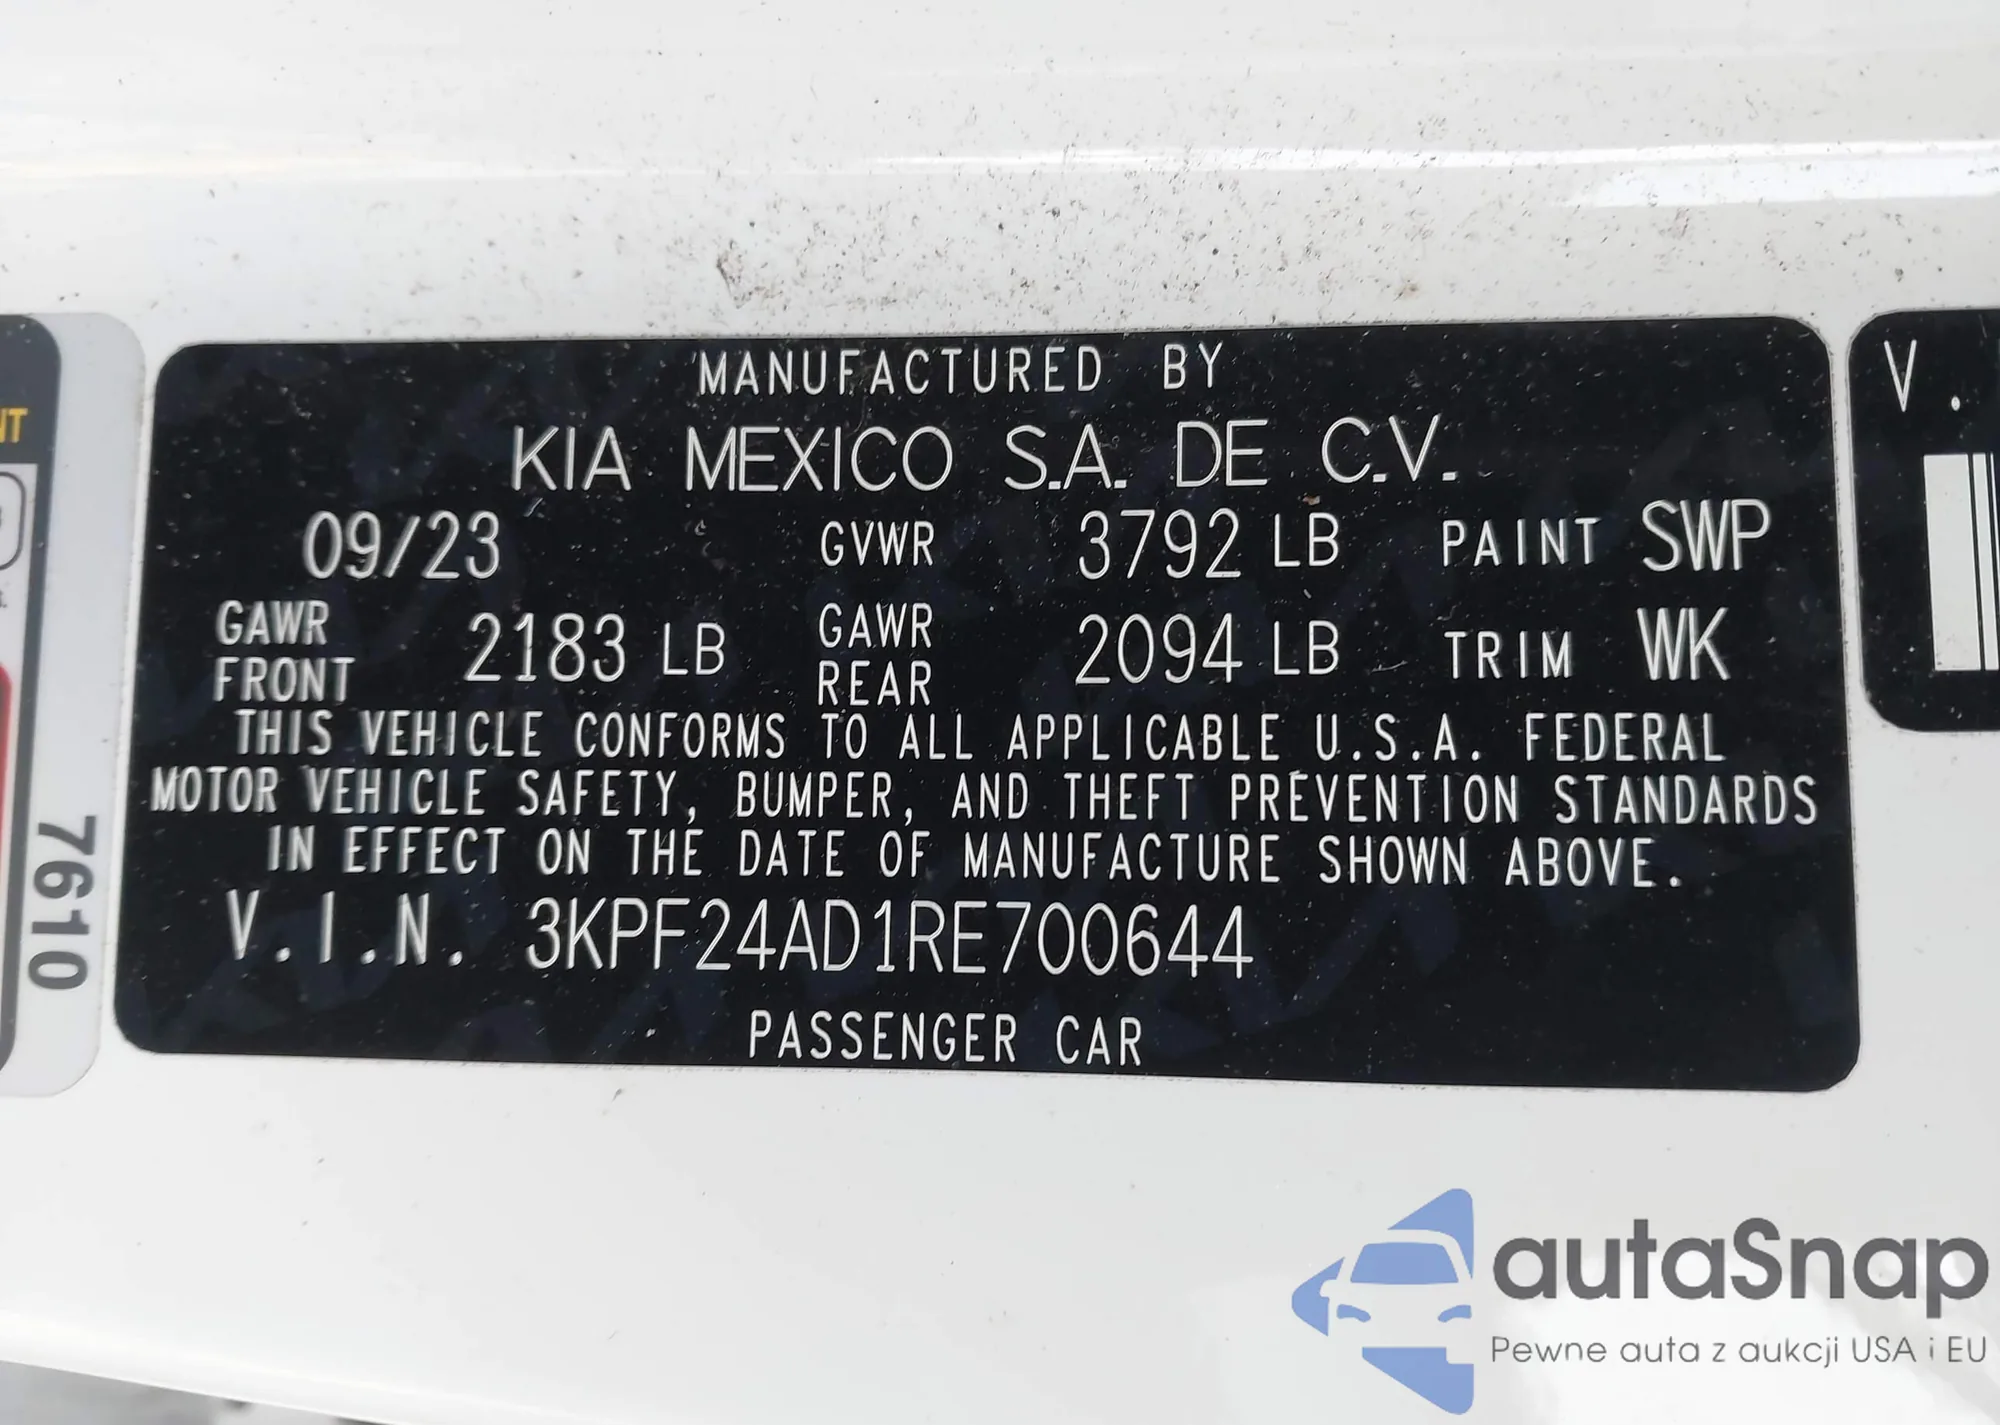 MANUFACTURED BY
KIA MEXICO S.A. DE C.V.
09/23 GVWR 3792 LB PAINT SWP
GAWR FRONT 2183 LB GAWR REAR 2094 LB TRIM WK
THIS VEHICLE CONFORMS TO ALL APPLICABLE U.S.A. FEDERAL
MOTOR VEHICLE SAFETY, BUMPER, AND THEFT PREVENTION STANDARDS
IN EFFECT ON THE DATE OF MANUFACTURE SHOWN ABOVE.
V.I.N. 3KPF24AD1RE700644
PASSENGER CAR
7610
V.
autaSnap
Pewne auta z aukcji USA i EU